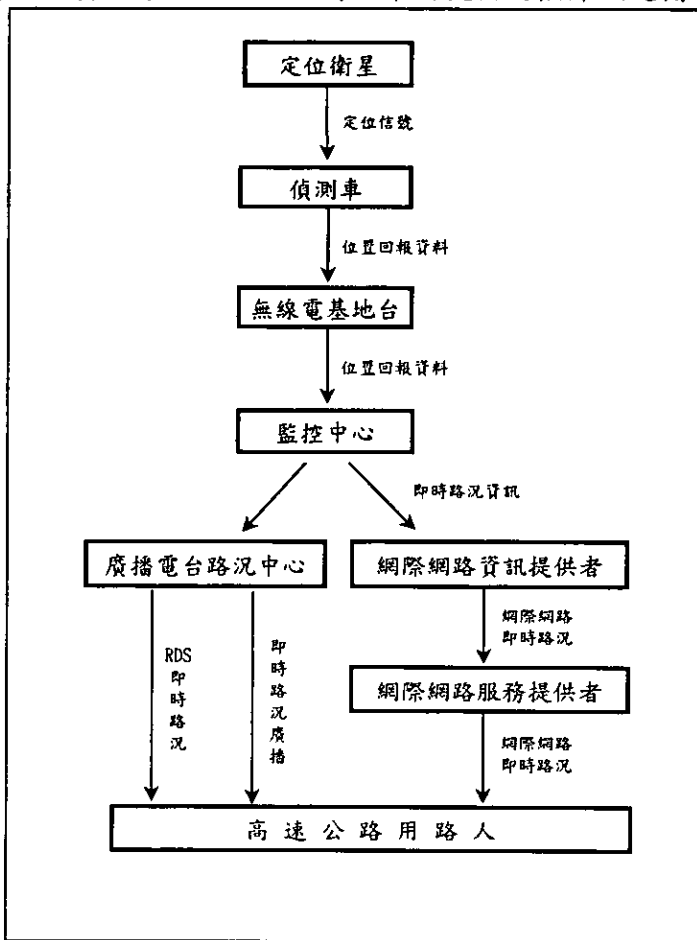 定位衛星
定位信號
偵測車
位置回報資料
無線電基地台
位置回報資料
監控中心
即時路況資訊
廣播電台路況中心
網際網路資訊提供者
RDS
即時路況
即時路況廣播
網際網路
即時路況
網際網路服務提供者
網際網路
即時路況
高速公路用路人